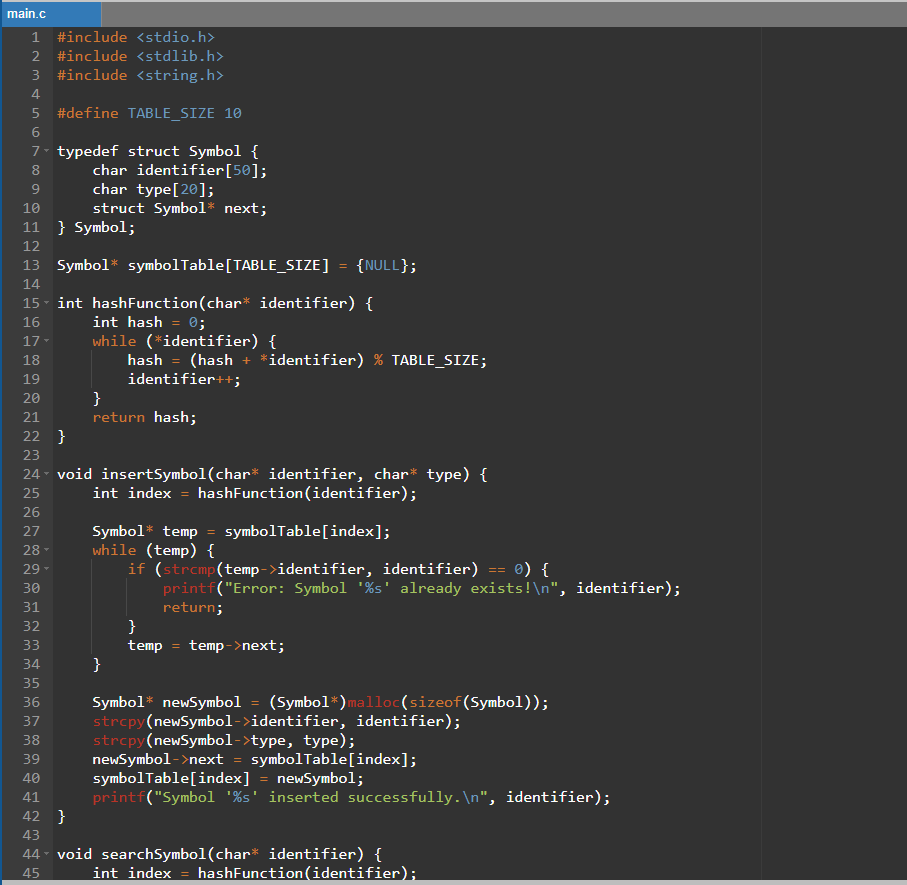 main.c
1 #include <stdio.h>
2 #include <stdlib.h>
3 #include <string.h>
4
5 #define TABLE_SIZE 10
6
7 typedef struct Symbol {
8     char identifier[50];
9     char type[20];
10     struct Symbol* next;
11 } Symbol;
12
13 Symbol* symbolTable[TABLE_SIZE] = {NULL};
14
15 int hashFunction(char* identifier) {
16     int hash = 0;
17     while (*identifier) {
18         hash = (hash + *identifier) % TABLE_SIZE;
19         identifier++;
20     }
21     return hash;
22 }
23
24 void insertSymbol(char* identifier, char* type) {
25     int index = hashFunction(identifier);
26
27     Symbol* temp = symbolTable[index];
28     while (temp) {
29         if (strcmp(temp->identifier, identifier) == 0) {
30             printf("Error: Symbol '%s' already exists!\n", identifier);
31             return;
32         }
33         temp = temp->next;
34     }
35
36     Symbol* newSymbol = (Symbol*)malloc(sizeof(Symbol));
37     strcpy(newSymbol->identifier, identifier);
38     strcpy(newSymbol->type, type);
39     newSymbol->next = symbolTable[index];
40     symbolTable[index] = newSymbol;
41     printf("Symbol '%s' inserted successfully.\n", identifier);
42 }
43
44 void searchSymbol(char* identifier) {
45     int index = hashFunction(identifier);